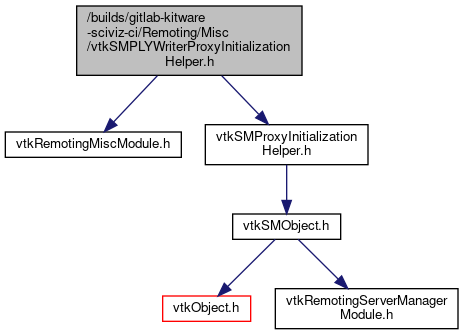 /builds/gitlab-kitware
-sciviz-ci/Remoting/Misc
/vtkSMPLYWriterProxyInitialization
Helper.h
vtkRemotingMiscModule.h
vtkSMProxyInitialization
Helper.h
vtkSMObject.h
vtkObject.h
vtkRemotingServerManager
Module.h